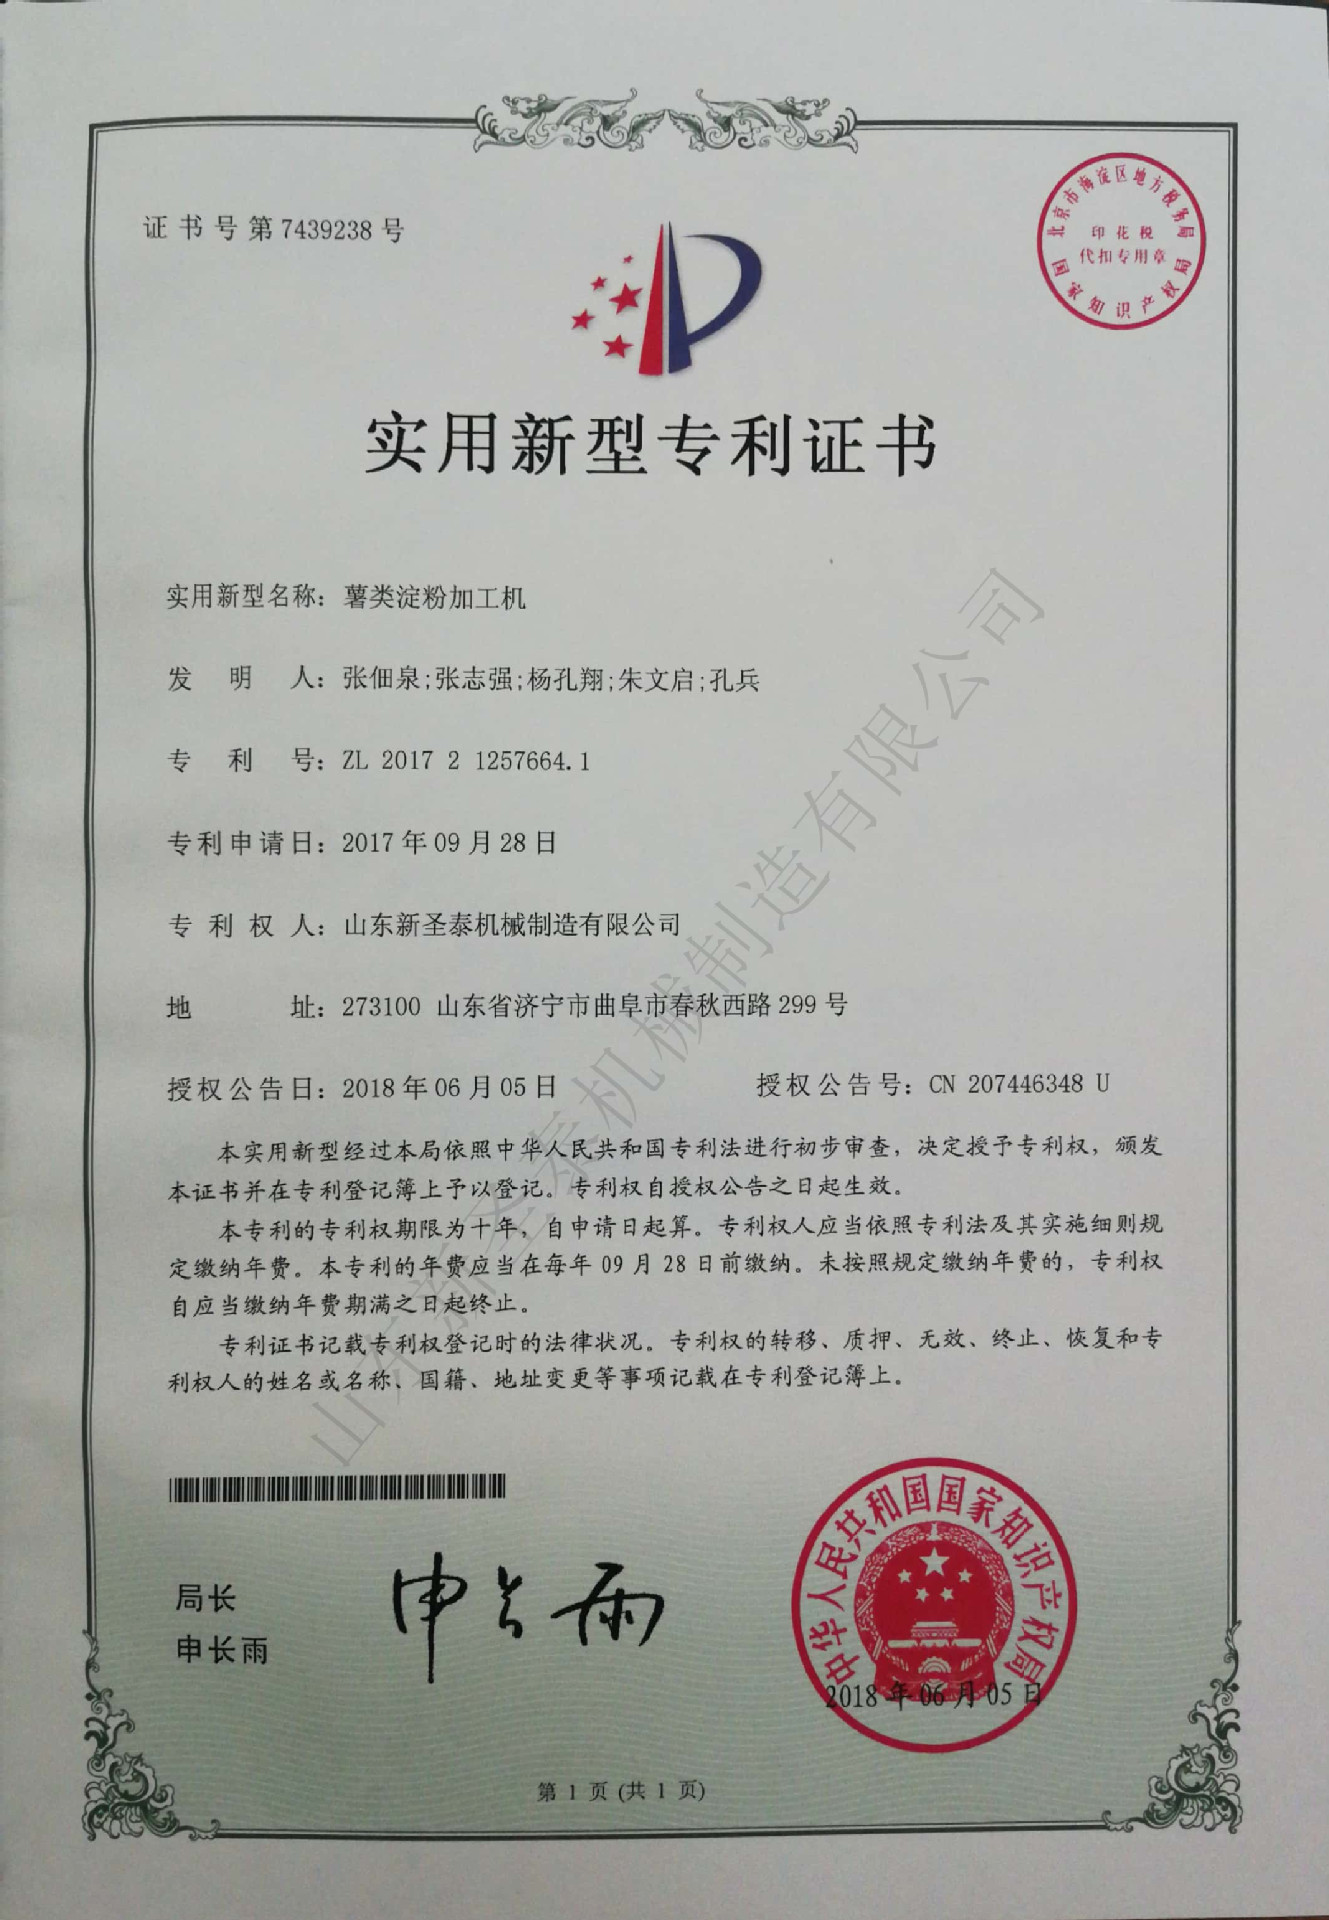 证书号第7439238号
北京市海淀区地方税务局
印花税
代扣专用章
国家知识产权局
实用新型专利证书
实用新型名称：薯类淀粉加工机
发明人：张佃泉;张志强;杨孔翔;朱文启;孔兵
专利号：ZL 2017 2 1257664.1
专利申请日：2017年09月28日
专利权人：山东新圣泰机械制造有限公司
地址：273100 山东省济宁市曲阜市春秋西路299号
授权公告日：2018年06月05日 授权公告号：CN 207446348 U
本实用新型经过本局依照中华人民共和国专利法进行初步审查，决定授予专利权，颁发
本证书并在专利登记簿上予以登记。专利权自授权公告之日起生效。
本专利的专利权期限为十年，自申请日起算。专利权人应当依照专利法及其实施细则规
定缴纳年费。本专利的年费应当在每年09月28日前缴纳。未按照规定缴纳年费的，专利权
自应当缴纳年费期满之日起终止。
专利证书记载专利权登记时的法律状况。专利权的转移、质押、无效、终止、恢复和专
利权人的姓名或名称、国籍、地址变更等事项记载在专利登记簿上。
山东新圣泰机械制造有限公司
局长
申长雨
申长雨
中华人民共和国国家知识产权局
2018年06月05日
第1页(共1页)